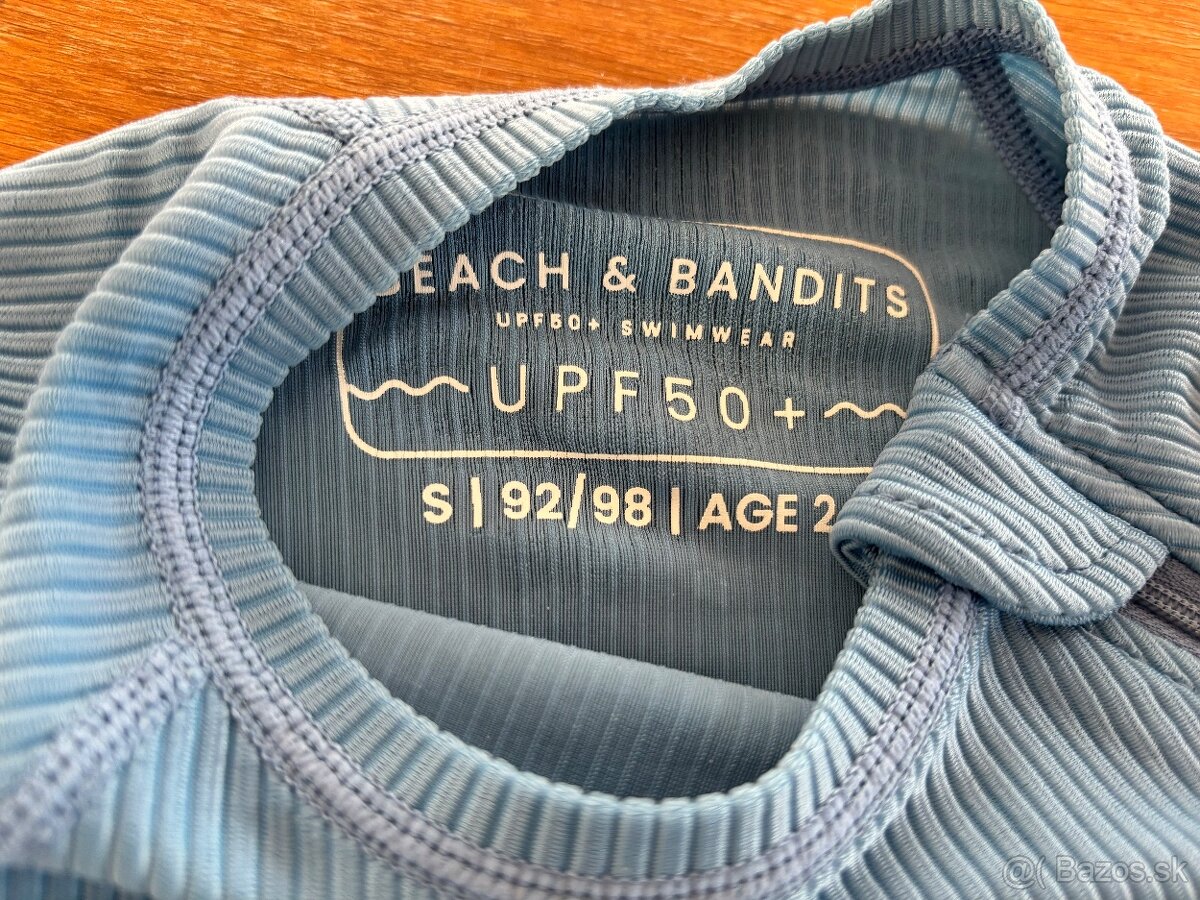 BEACH & BANDITS
UPF50+ SWIMWEAR
UPF50+
S | 92/98 | AGE 2
@( Bazos.sk